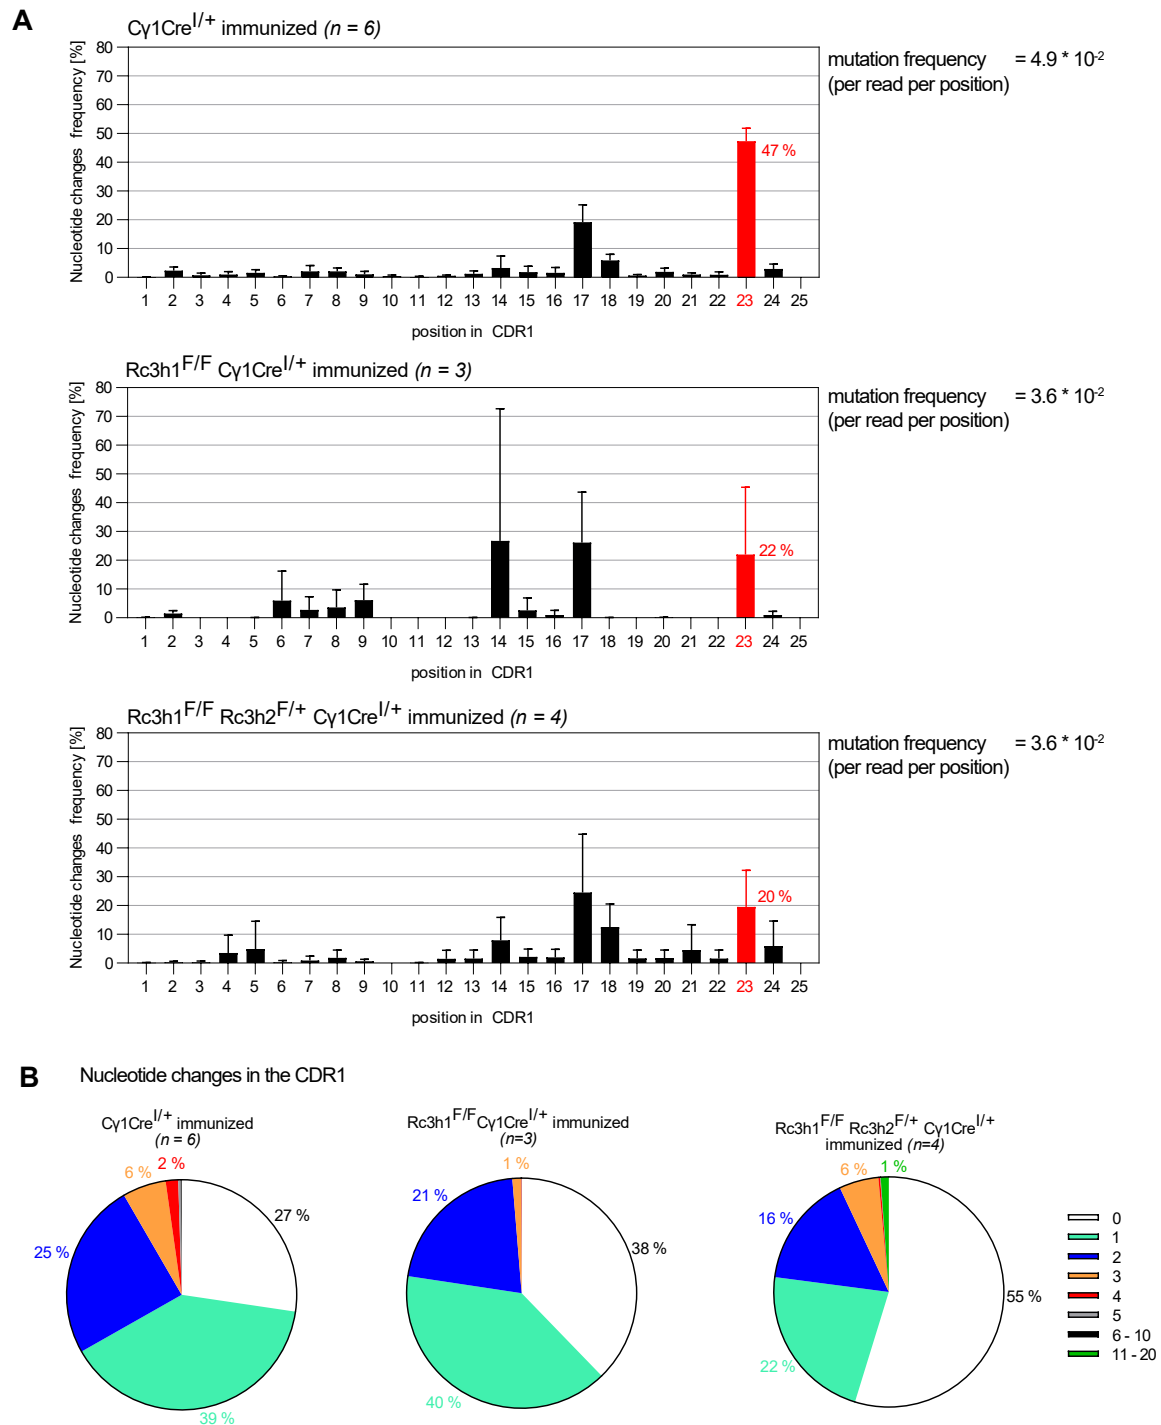 A
Cγ1Cre^I/+ immunized (n = 6)
Nucleotide changes frequency [%]
80
70
60
50
40
30
20
10
0
47 %
1 2 3 4 5 6 7 8 9 10 11 12 13 14 15 16 17 18 19 20 21 22 23 24 25
position in CDR1
mutation frequency = 4.9 * 10^-2
(per read per position)
Rc3h1^F/F Cγ1Cre^I/+ immunized (n = 3)
Nucleotide changes frequency [%]
80
70
60
50
40
30
20
10
0
22 %
1 2 3 4 5 6 7 8 9 10 11 12 13 14 15 16 17 18 19 20 21 22 23 24 25
position in CDR1
mutation frequency = 3.6 * 10^-2
(per read per position)
Rc3h1^F/F Rc3h2^F/+ Cγ1Cre^I/+ immunized (n = 4)
Nucleotide changes frequency [%]
80
70
60
50
40
30
20
10
0
20 %
1 2 3 4 5 6 7 8 9 10 11 12 13 14 15 16 17 18 19 20 21 22 23 24 25
position in CDR1
mutation frequency = 3.6 * 10^-2
(per read per position)
B
Nucleotide changes in the CDR1
Cγ1Cre^I/+ immunized
(n = 6)
6 % 2 %
27 %
25 %
39 %
Rc3h1^F/F Cγ1Cre^I/+ immunized
(n=3)
1 %
21 %
38 %
40 %
Rc3h1^F/F Rc3h2^F/+ Cγ1Cre^I/+
immunized (n=4)
6 % 1 %
16 %
55 %
22 %
0
1
2
3
4
5
6 - 10
11 - 20